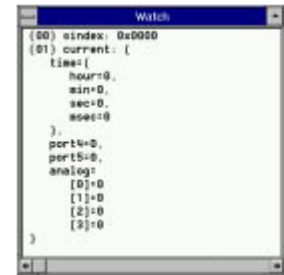 Watch
(00) sindex: 0x0000
(01) current: {
time={
hour=0,
min=0,
sec=0,
msec=0
},
port4=0,
port5=0,
analog=
[0]=0
[1]=0
[2]=0
[3]=0
}